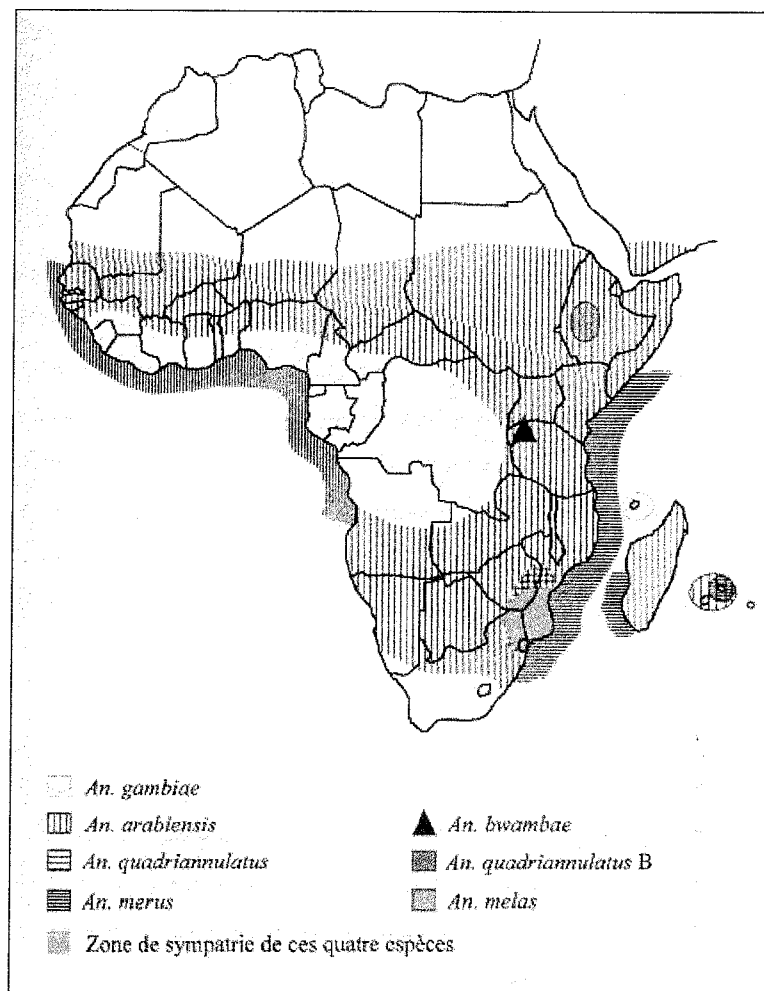 An. gambiae
An. arabiensis
An. quadriannulatus
An. merus
An. bwambae
An. quadriannulatus B
An. melas
Zone de sympatrie de ces quatre espèces